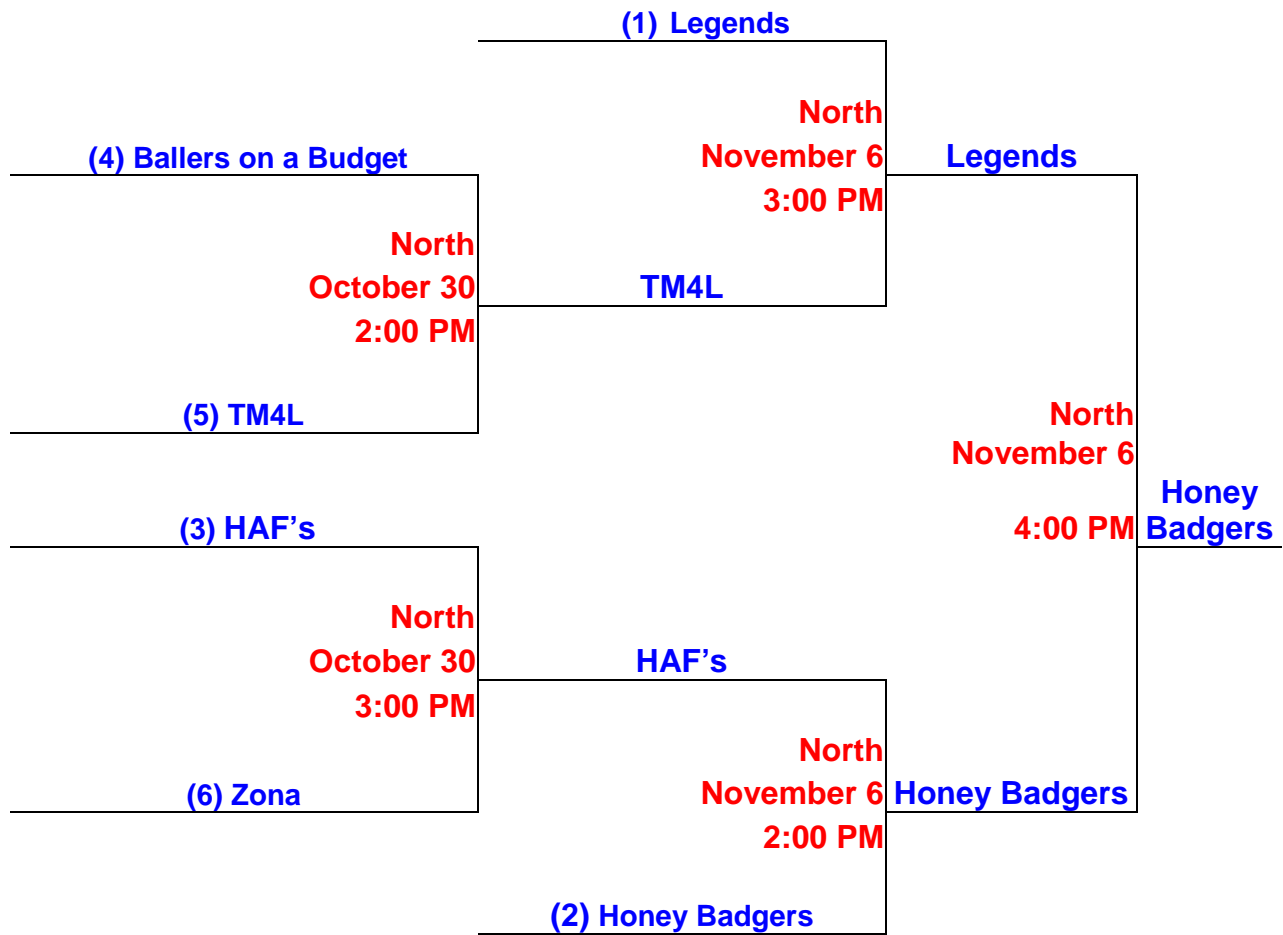 (1) Legends
North
November 6
3:00 PM
(4) Ballers on a Budget
Legends
North
October 30
2:00 PM
TM4L
(5) TM4L
North
November 6
4:00 PM
Honey
Badgers
(3) HAF’s
North
October 30
3:00 PM
HAF’s
North
November 6
2:00 PM
(6) Zona
Honey Badgers
(2) Honey Badgers